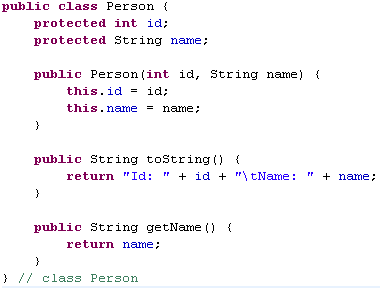 public class Person {
    protected int id;
    protected String name;

    public Person(int id, String name) {
        this.id = id;
        this.name = name;
    }

    public String toString() {
        return "Id: " + id + "\tName: " + name;
    }

    public String getName() {
        return name;
    }
} // class Person